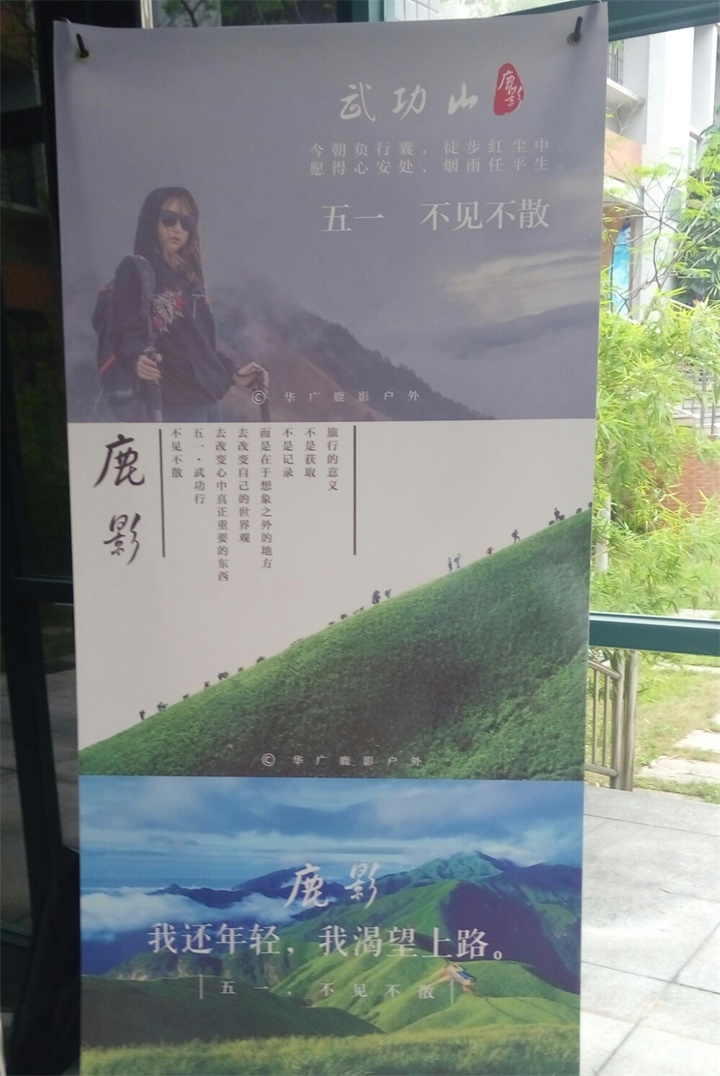 武功山
鹿影
今朝负行囊，徒步红尘中。
愿得心安处，烟雨任平生。
五一 不见不散
© 华广鹿影户外
旅行的意义
不是获取
不是记录
而是在于想象之外的地方
去改变自己的世界观
去改变心中真正重要的东西
五一·武功行
不见不散
鹿影
© 华广鹿影户外
鹿影
我还年轻，我渴望上路。
五一，不见不散